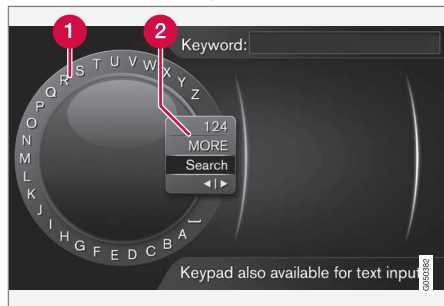 1
2
Keyword:
A B C D E F G H I J K L M N O P Q R S T U V W X Y Z
124
MORE
Search
◄|►
Keypad also available for text input
G050382